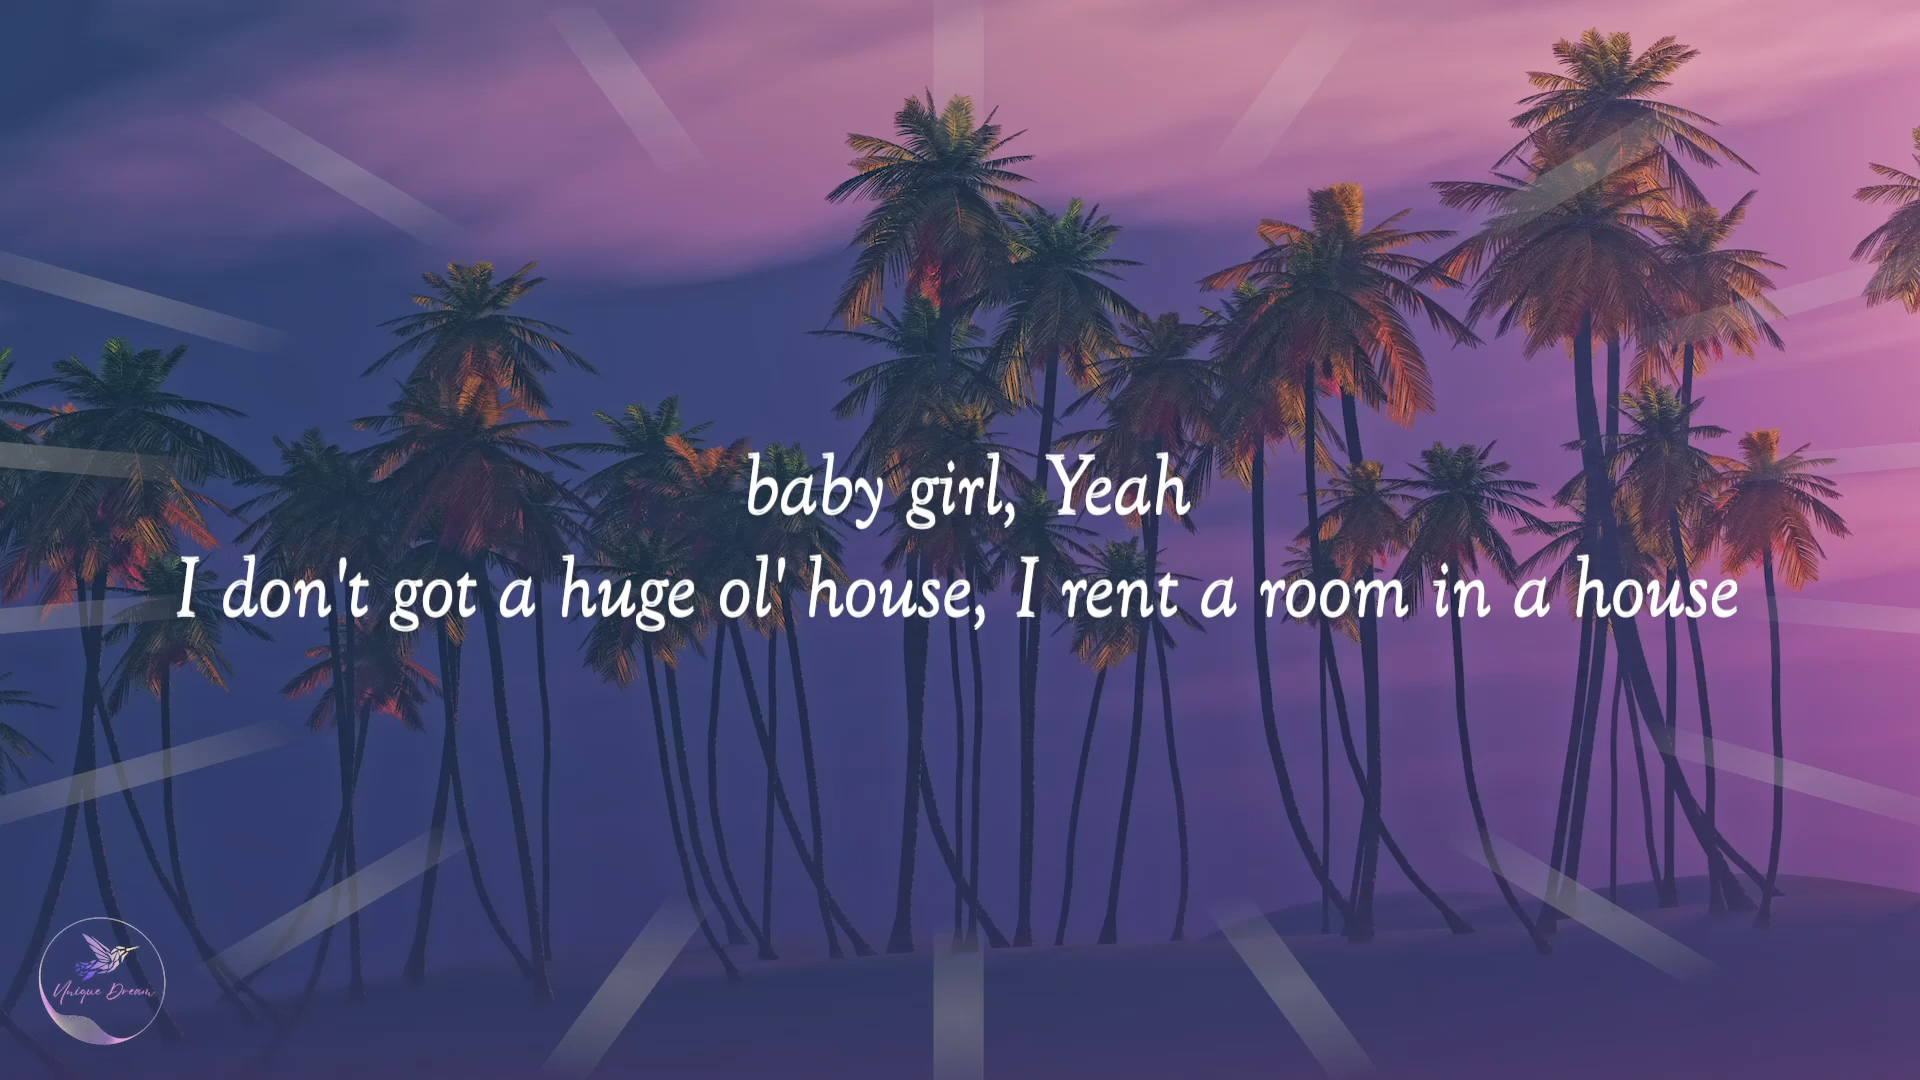 baby girl, Yeah
I don't got a huge ol' house, I rent a room in a house
Unique Dream